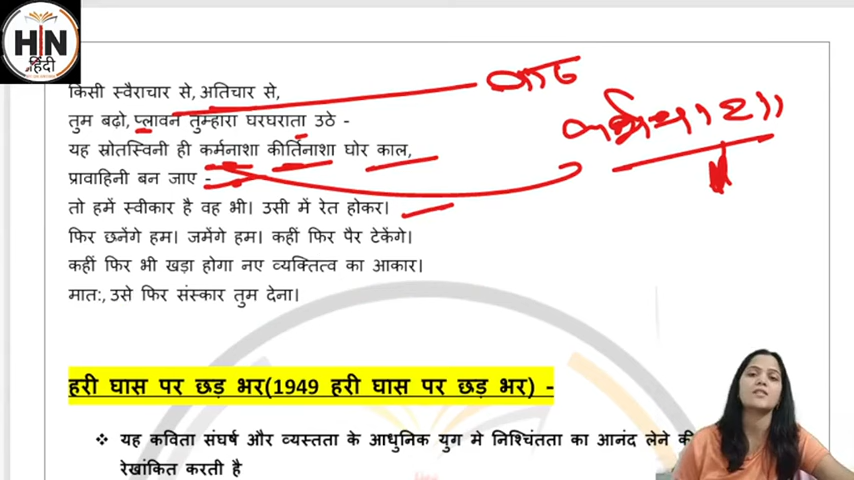 HIN
हिंदी
किसी स्वैराचार से, अतिचार से,
तुम बढ़ो, प्लावन तुम्हारा घरघराता उठे -
यह स्रोतस्विनी ही कर्मनाशा कीर्तिनाशा घोर काल,
प्रावाहिनी बन जाए -
तो हमें स्वीकार है वह भी। उसी में रेत होकर।
फिर छनेंगे हम। जमेंगे हम। कहीं फिर पैर टेकेंगे।
कहीं फिर भी खड़ा होगा नए व्यक्तित्व का आकार।
मातः, उसे फिर संस्कार तुम देना।
हरी घास पर छड़ भर(1949 हरी घास पर छड़ भर) -
❖ यह कविता संघर्ष और व्यस्तता के आधुनिक युग मे निश्चिंतता का आनंद लेने की
रेखांकित करती है